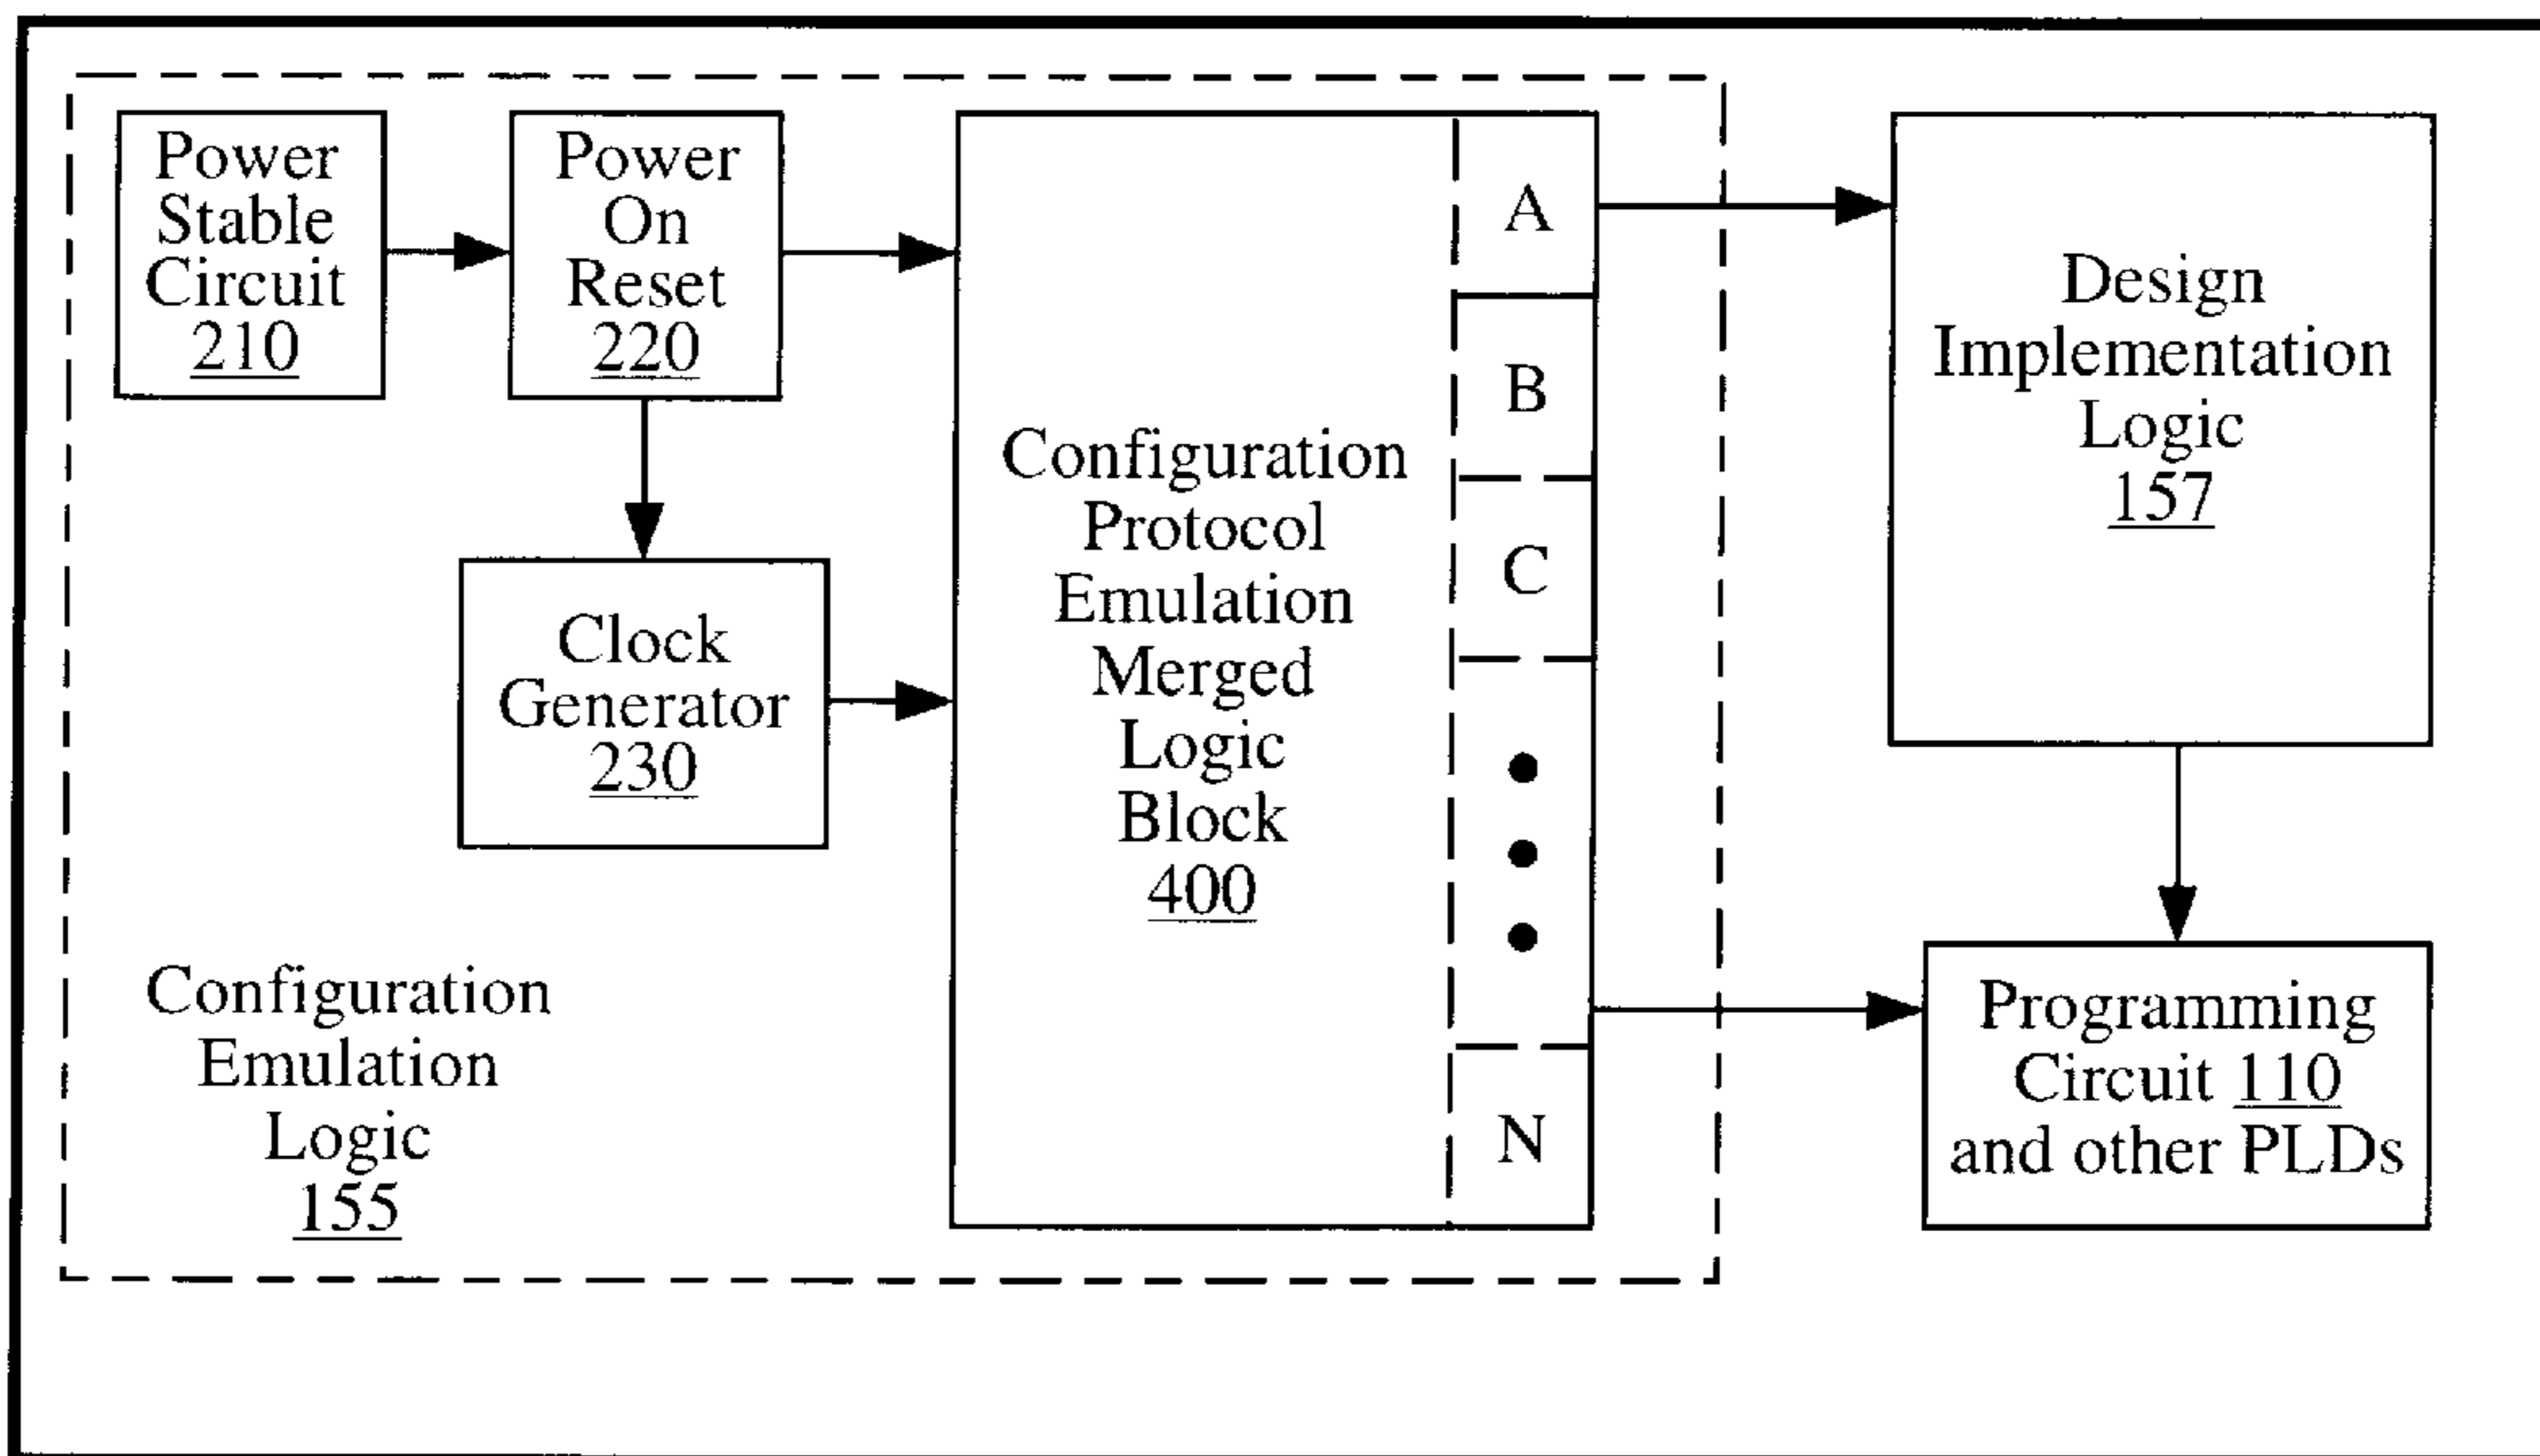 Power
Stable
Circuit
210
Power
On
Reset
220
Clock
Generator
230
Configuration
Emulation
Logic
155
Configuration
Protocol
Emulation
Merged
Logic
Block
400
A
B
C
N
Design
Implementation
Logic
157
Programming
Circuit 110
and other PLDs